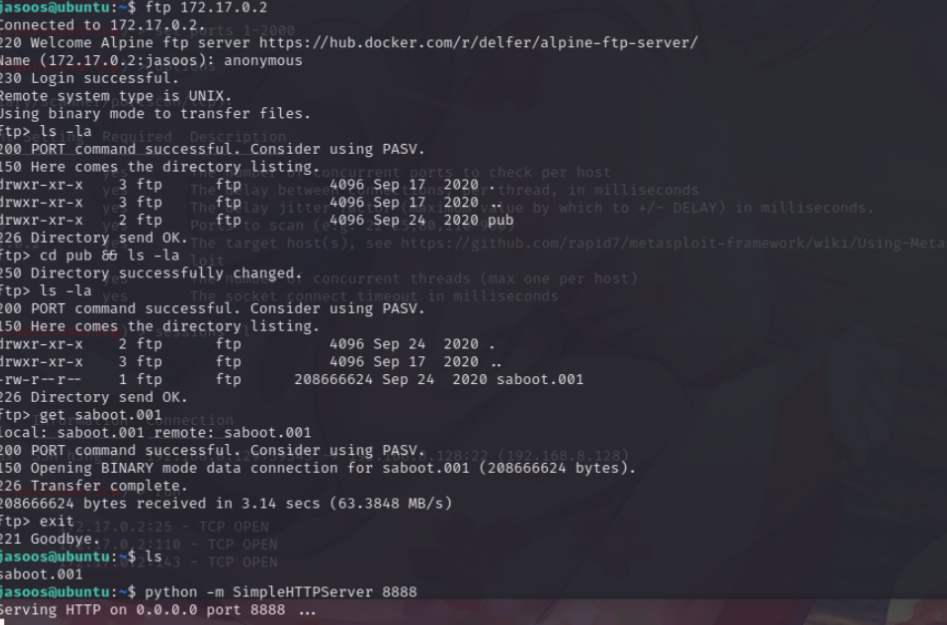 jasoos@ubuntu:~$ ftp 172.17.0.2
Connected to 172.17.0.2.
220 Welcome Alpine ftp server https://hub.docker.com/r/delfer/alpine-ftp-server/
Name (172.17.0.2:jasoos): anonymous
230 Login successful.
Remote system type is UNIX.
Using binary mode to transfer files.
ftp> ls -la
200 PORT command successful. Consider using PASV.
150 Here comes the directory listing.
drwxr-xr-x    3 ftp      ftp          4096 Sep 17  2020 .
drwxr-xr-x    3 ftp      ftp          4096 Sep 17  2020 ..
drwxr-xr-x    2 ftp      ftp          4096 Sep 24  2020 pub
226 Directory send OK.
ftp> cd pub && ls -la
250 Directory successfully changed.
ftp> ls -la
200 PORT command successful. Consider using PASV.
150 Here comes the directory listing.
drwxr-xr-x    2 ftp      ftp          4096 Sep 24  2020 .
drwxr-xr-x    3 ftp      ftp          4096 Sep 17  2020 ..
-rw-r--r--    1 ftp      ftp      208666624 Sep 24  2020 saboot.001
226 Directory send OK.
ftp> get saboot.001
local: saboot.001 remote: saboot.001
200 PORT command successful. Consider using PASV.
150 Opening BINARY mode data connection for saboot.001 (208666624 bytes).
226 Transfer complete.
208666624 bytes received in 3.14 secs (63.3848 MB/s)
ftp> exit
221 Goodbye.
jasoos@ubuntu:~$ ls
saboot.001
jasoos@ubuntu:~$ python -m SimpleHTTPServer 8888
Serving HTTP on 0.0.0.0 port 8888 ...